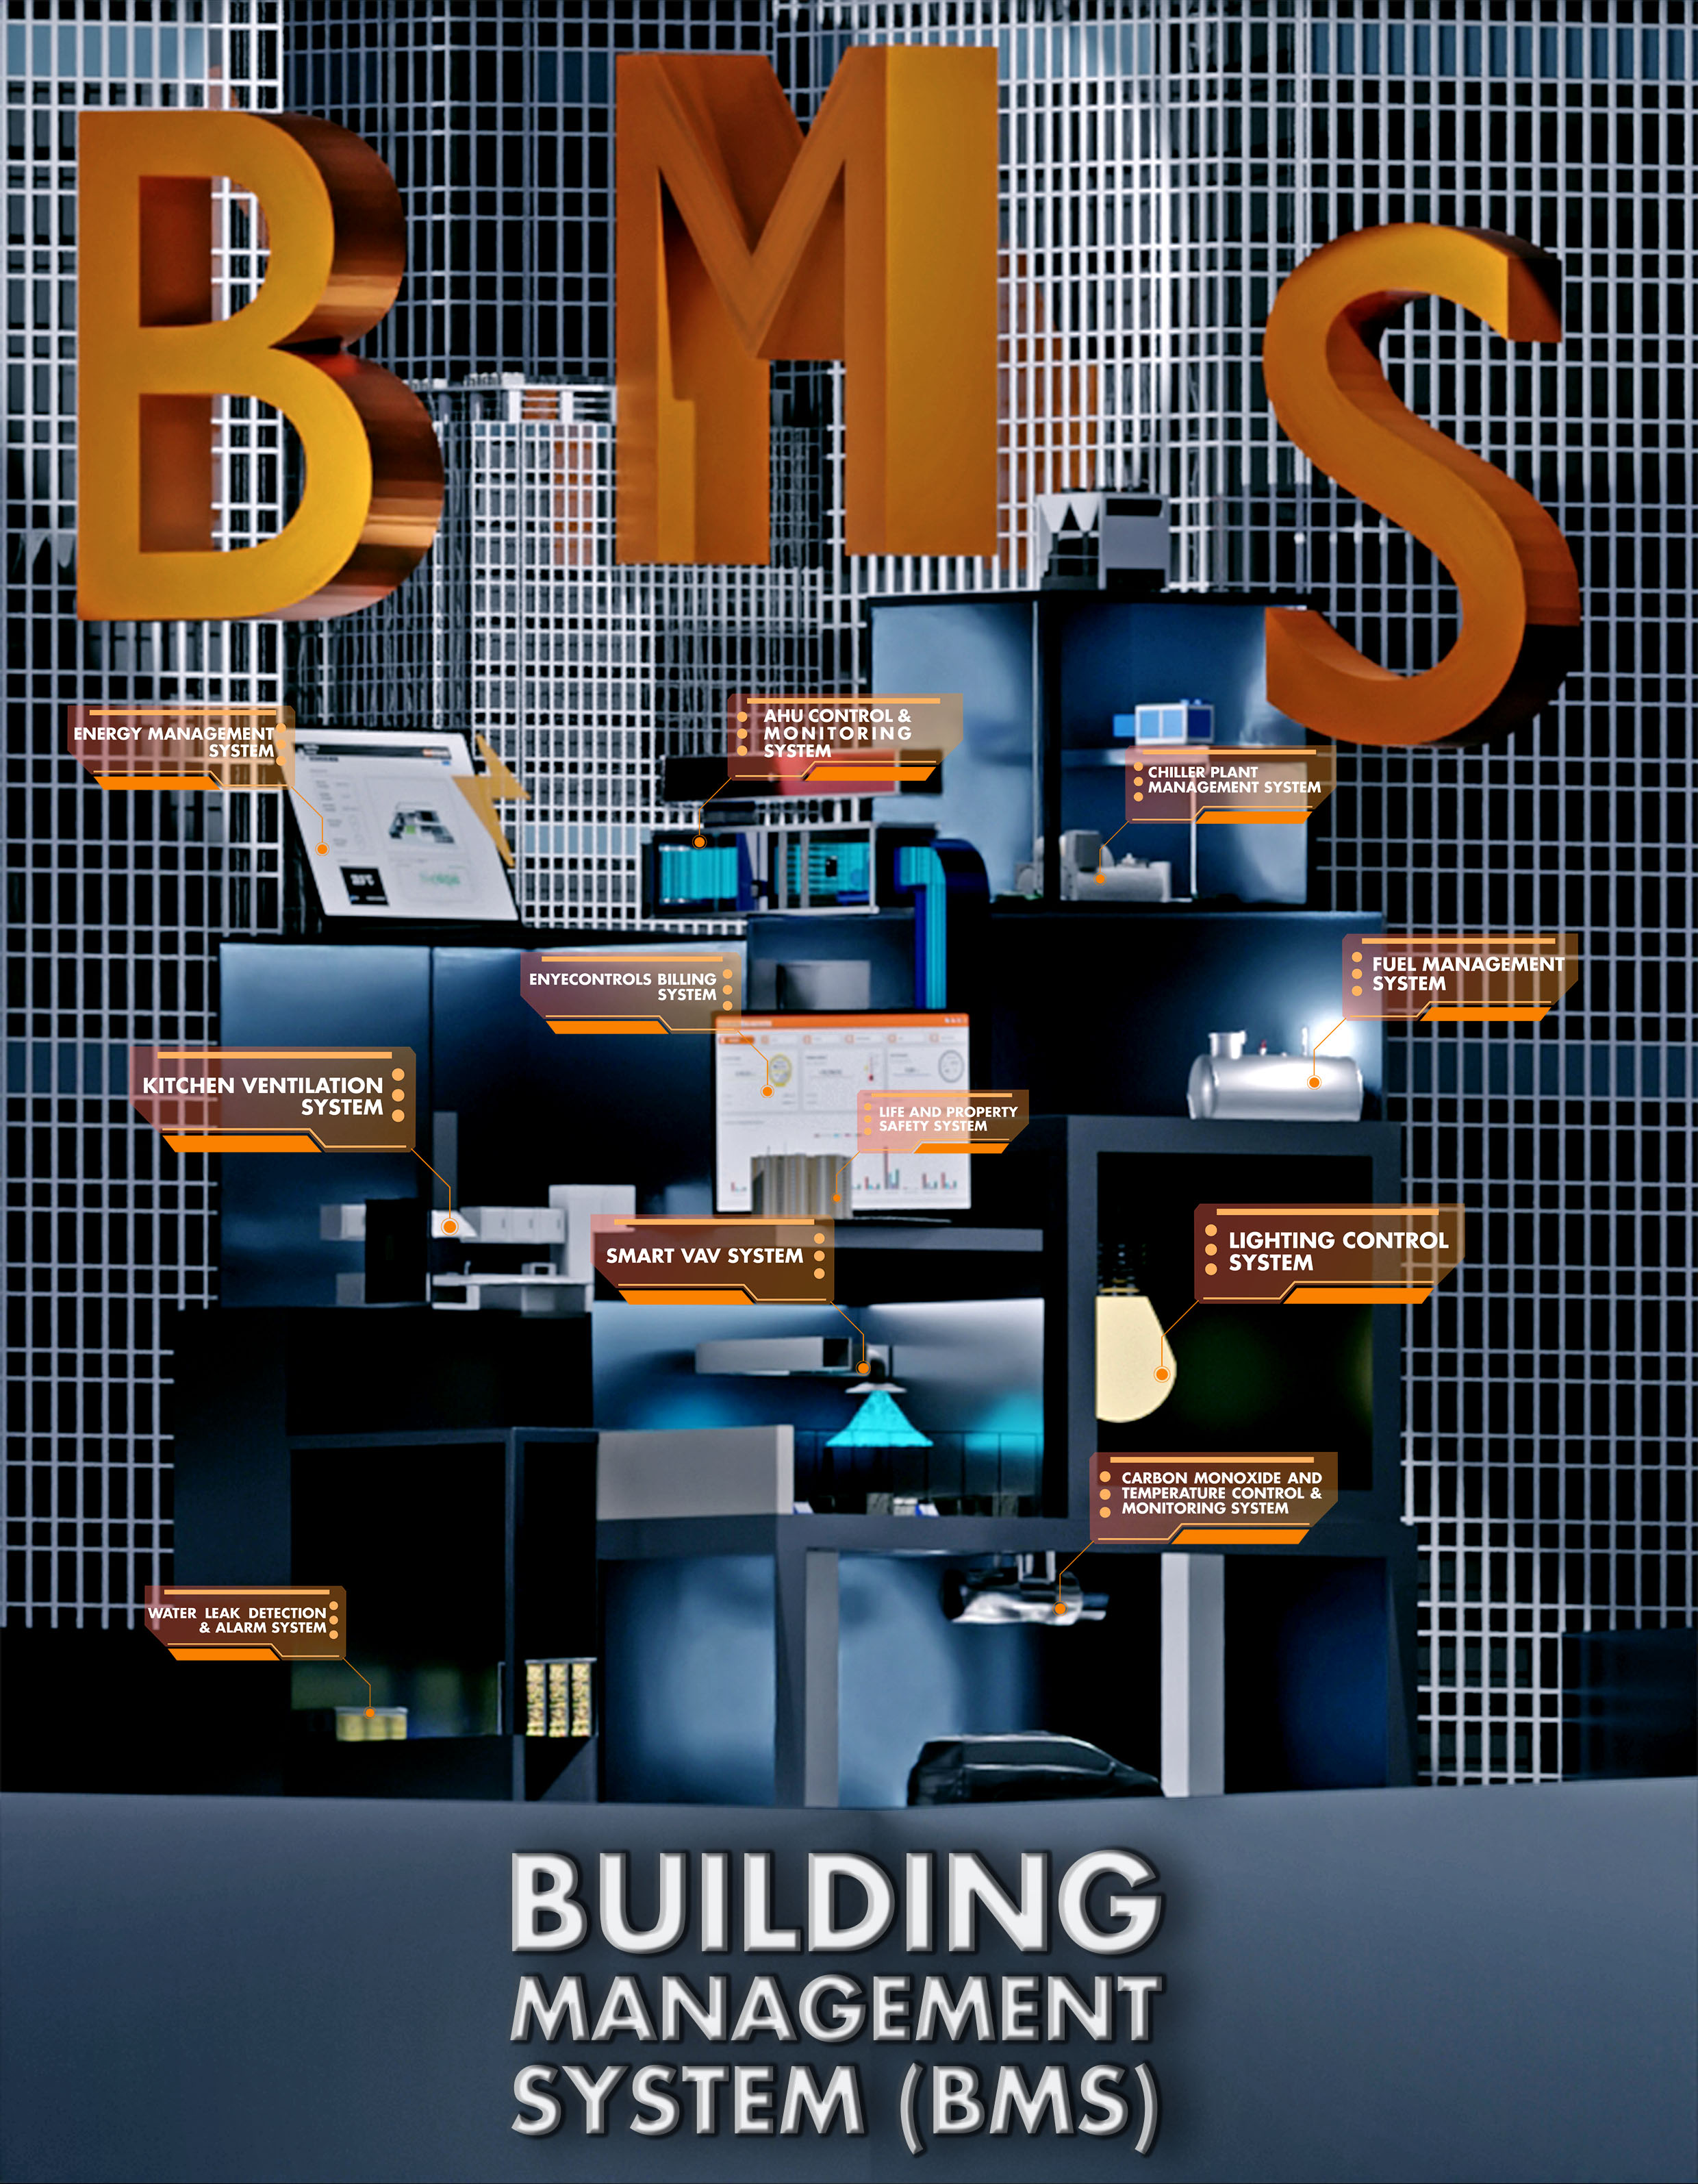 BMS
ENERGY MANAGEMENT
SYSTEM
AHU CONTROL &
MONITORING
SYSTEM
CHILLER PLANT
MANAGEMENT SYSTEM
ENYECONTROLS BILLING
SYSTEM
FUEL MANAGEMENT
SYSTEM
KITCHEN VENTILATION
SYSTEM
LIFE AND PROPERTY
SAFETY SYSTEM
SMART VAV SYSTEM
LIGHTING CONTROL
SYSTEM
CARBON MONOXIDE AND
TEMPERATURE CONTROL &
MONITORING SYSTEM
WATER LEAK DETECTION
& ALARM SYSTEM
BUILDING
MANAGEMENT
SYSTEM (BMS)